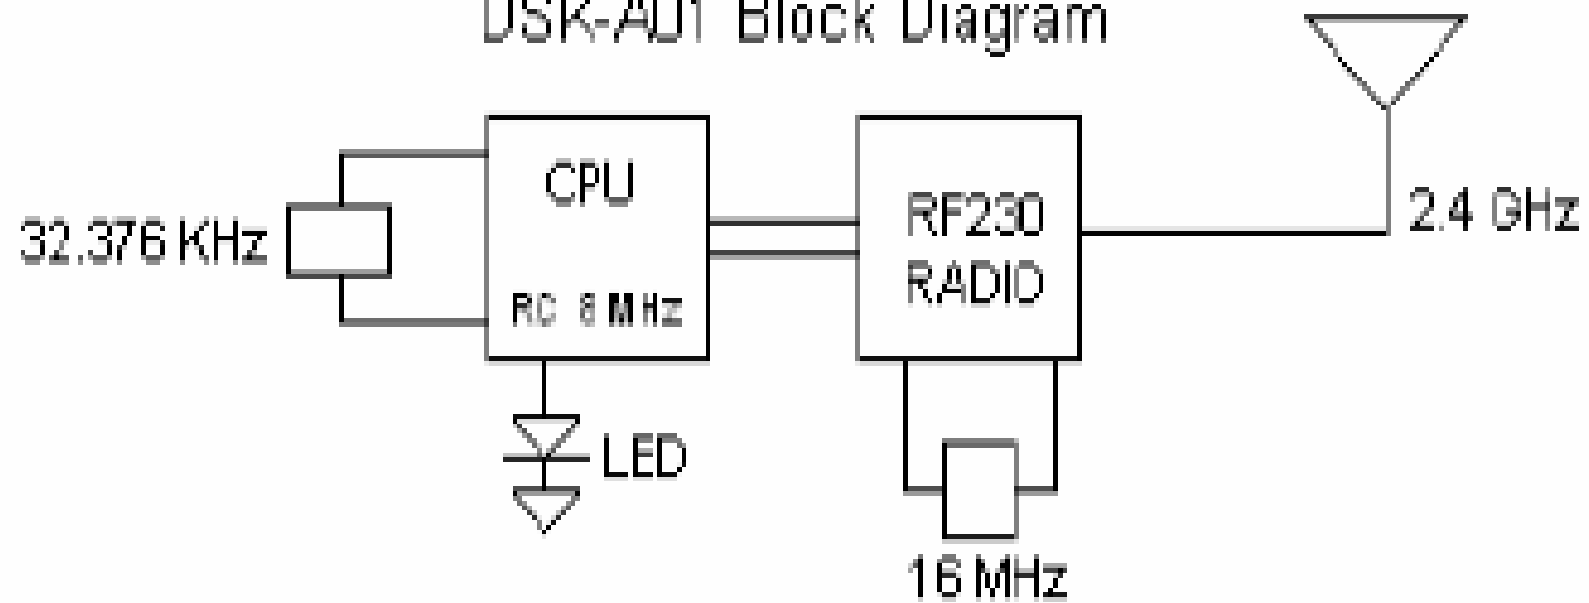 DSK-A01 Block Diagram
CPU
RF230
RADIO
2.4 GHz
32.376 KHz
RC 8 MHz
LED
16 MHz